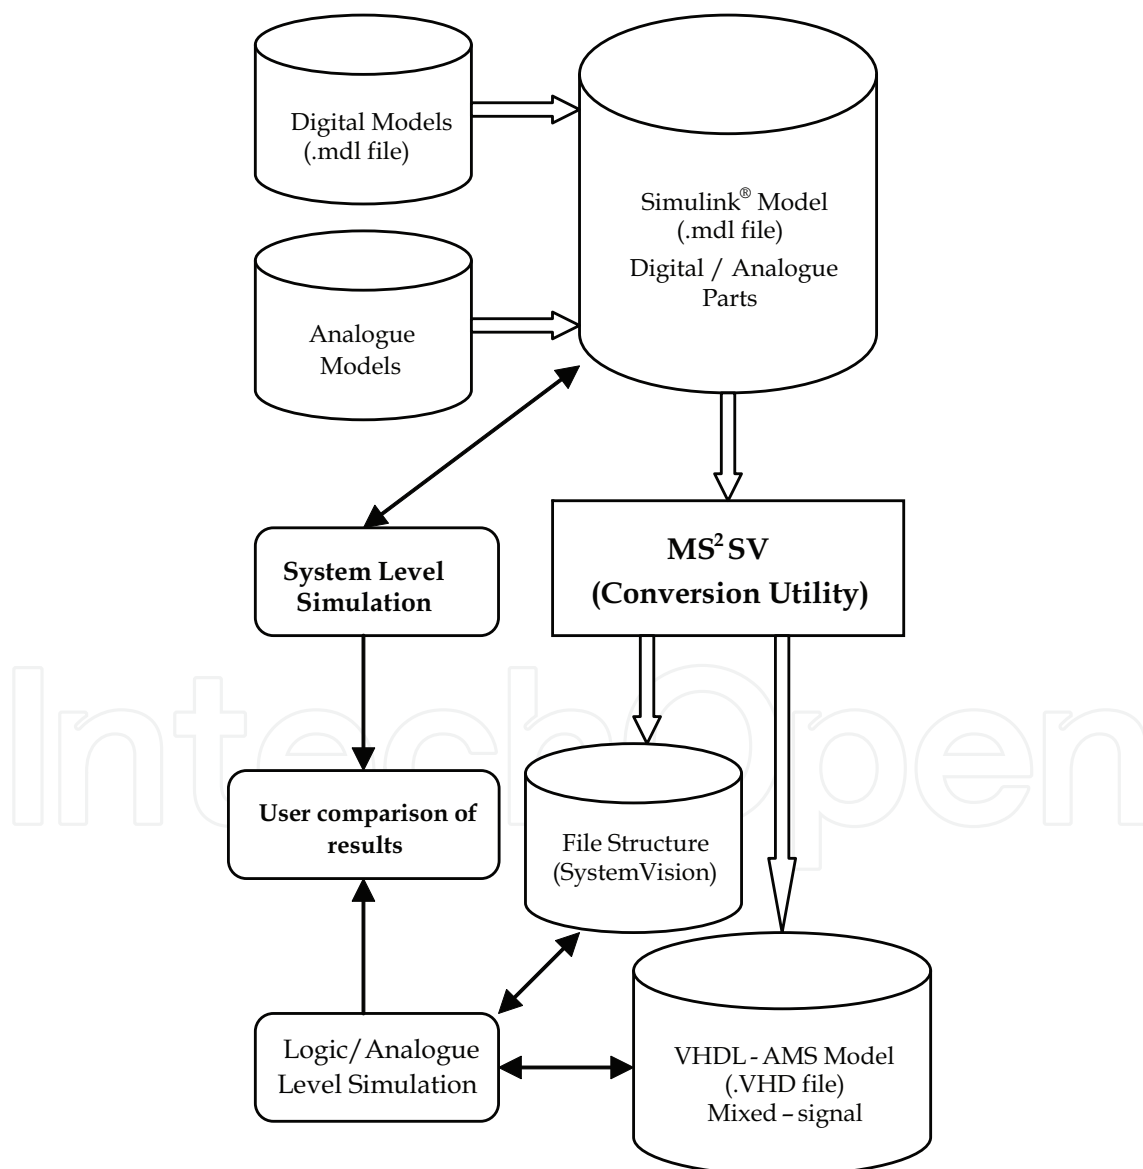 Digital Models
(.mdl file)
Simulink® Model
(.mdl file)
Digital / Analogue
Parts
Analogue
Models
MS² SV
(Conversion Utility)
System Level
Simulation
User comparison of
results
File Structure
(SystemVision)
Logic/Analogue
Level Simulation
VHDL - AMS Model
(.VHD file)
Mixed – signal
IntechOpen